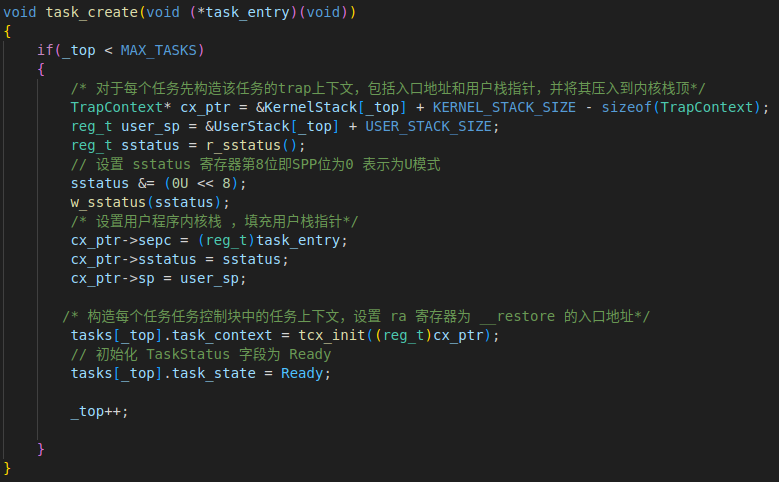 void task_create(void (*task_entry)(void))
{
    if(_top < MAX_TASKS)
    {
        /* 对于每个任务先构造该任务的trap上下文，包括入口地址和用户栈指针，并将其压入到内核栈顶*/
        TrapContext* cx_ptr = &KernelStack[_top] + KERNEL_STACK_SIZE - sizeof(TrapContext);
        reg_t user_sp = &UserStack[_top] + USER_STACK_SIZE;
        reg_t sstatus = r_sstatus();
        // 设置 sstatus 寄存器第8位即SPP位为0 表示为U模式
        sstatus &= (0U << 8);
        w_sstatus(sstatus);
        /* 设置用户程序内核栈 ，填充用户栈指针*/
        cx_ptr->sepc = (reg_t)task_entry;
        cx_ptr->sstatus = sstatus;
        cx_ptr->sp = user_sp;

       /* 构造每个任务任务控制块中的任务上下文，设置 ra 寄存器为 __restore 的入口地址*/
        tasks[_top].task_context = tcx_init((reg_t)cx_ptr);
        // 初始化 TaskStatus 字段为 Ready
        tasks[_top].task_state = Ready;

        _top++;

    }
}